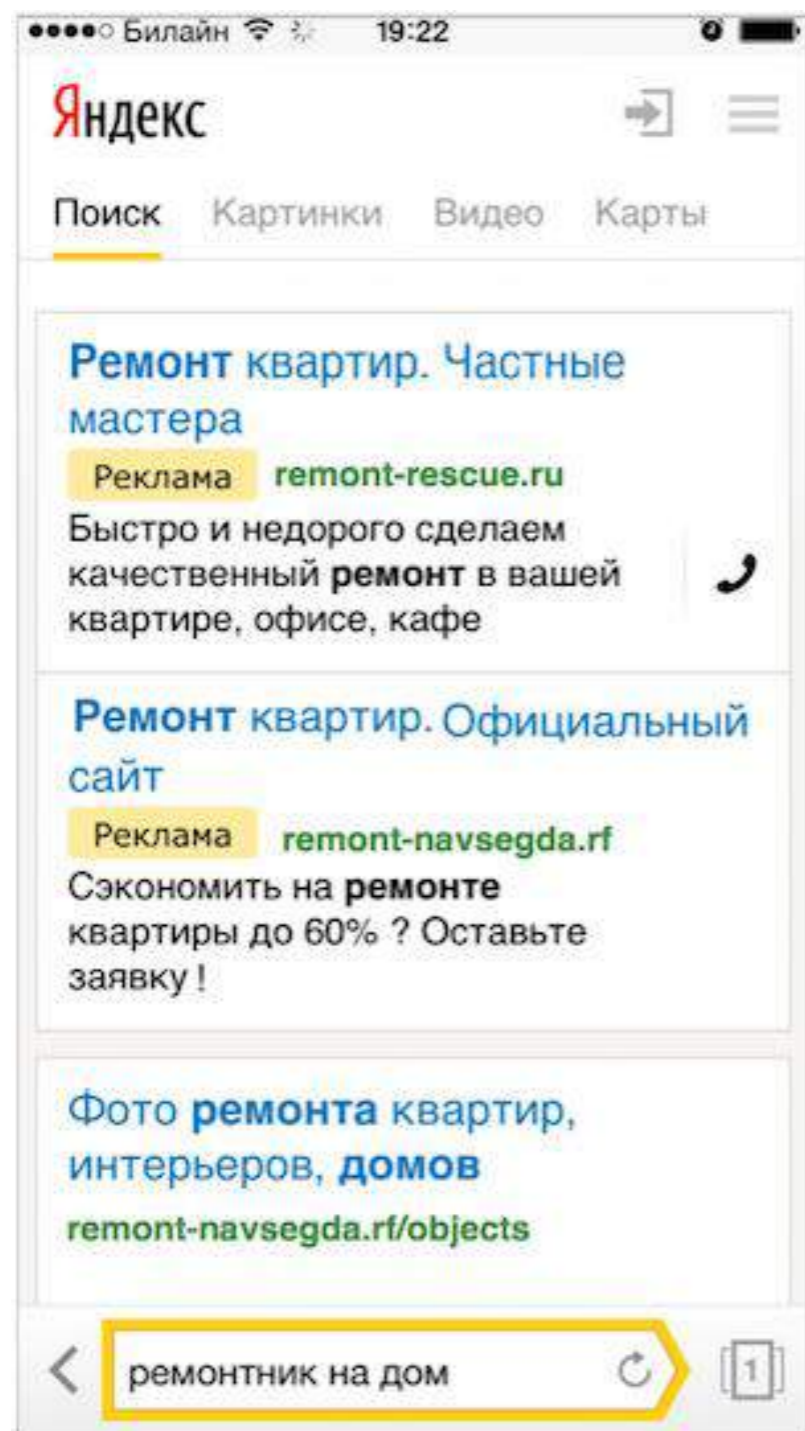 Билайн 19:22
Яндекс
Поиск Картинки Видео Карты
Ремонт квартир. Частные
мастера
Реклама remont-rescue.ru
Быстро и недорого сделаем
качественный ремонт в вашей
квартире, офисе, кафе
Ремонт квартир. Официальный
сайт
Реклама remont-navsegda.rf
Сэкономить на ремонте
квартиры до 60% ? Оставьте
заявку !
Фото ремонта квартир,
интерьеров, домов
remont-navsegda.rf/objects
ремонтник на дом 1